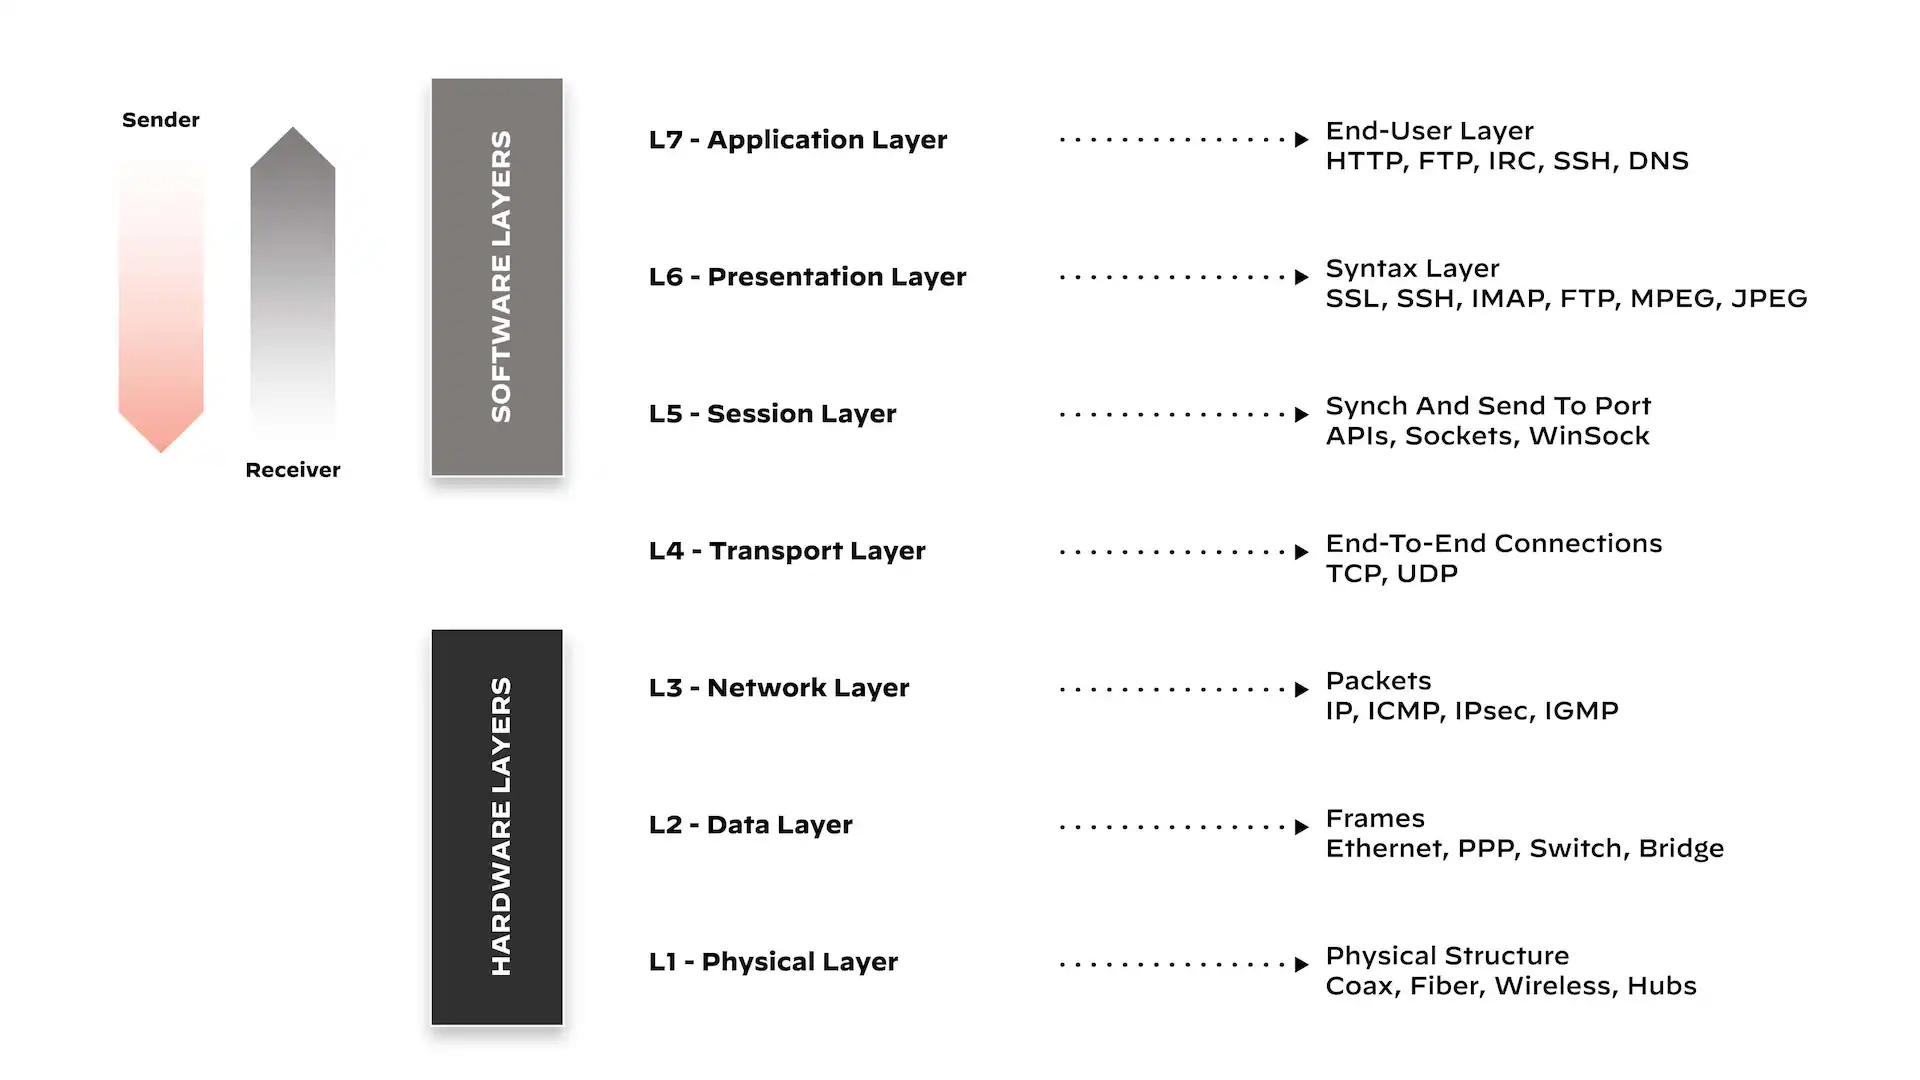 Sender
Receiver
SOFTWARE LAYERS
L7 - Application Layer
End-User Layer
HTTP, FTP, IRC, SSH, DNS
L6 - Presentation Layer
Syntax Layer
SSL, SSH, IMAP, FTP, MPEG, JPEG
L5 - Session Layer
Synch And Send To Port
APIs, Sockets, WinSock
L4 - Transport Layer
End-To-End Connections
TCP, UDP
HARDWARE LAYERS
L3 - Network Layer
Packets
IP, ICMP, IPsec, IGMP
L2 - Data Layer
Frames
Ethernet, PPP, Switch, Bridge
L1 - Physical Layer
Physical Structure
Coax, Fiber, Wireless, Hubs